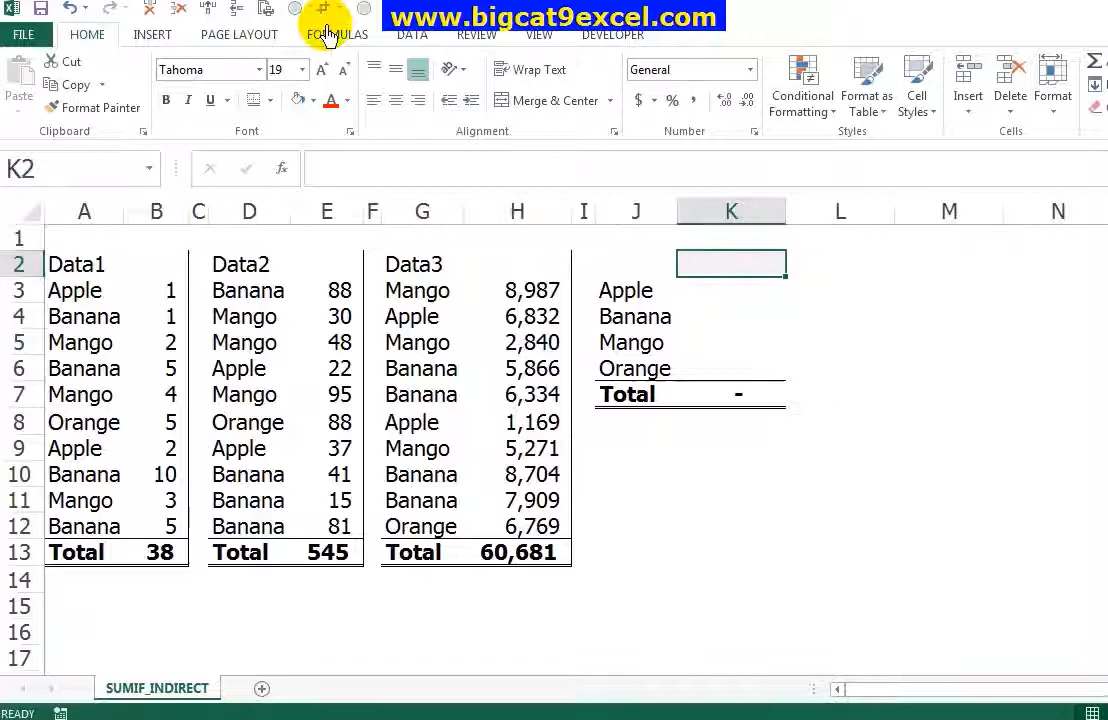 www.bigcat9excel.com
FILE HOME INSERT PAGE LAYOUT FORMULAS DATA REVIEW VIEW DEVELOPER
Paste Cut Copy Format Painter
Tahoma 19 B I U
Wrap Text Merge & Center
General $ % ,
Conditional Formatting Format as Table Cell Styles
Insert Delete Format
Clipboard Font Alignment Number Styles Cells
K2 fx
A B C D E F G H I J K L M N
1
2 Data1 Data2 Data3
3 Apple 1 Banana 88 Mango 8,987 Apple
4 Banana 1 Mango 30 Apple 6,832 Banana
5 Mango 2 Mango 48 Mango 2,840 Mango
6 Banana 5 Apple 22 Banana 5,866 Orange
7 Mango 4 Mango 95 Banana 6,334 Total -
8 Orange 5 Orange 88 Apple 1,169
9 Apple 2 Apple 37 Mango 5,271
10 Banana 10 Banana 41 Banana 8,704
11 Mango 3 Banana 15 Banana 7,909
12 Banana 5 Banana 81 Orange 6,769
13 Total 38 Total 545 Total 60,681
14
15
16
17
SUMIF_INDIRECT
READY